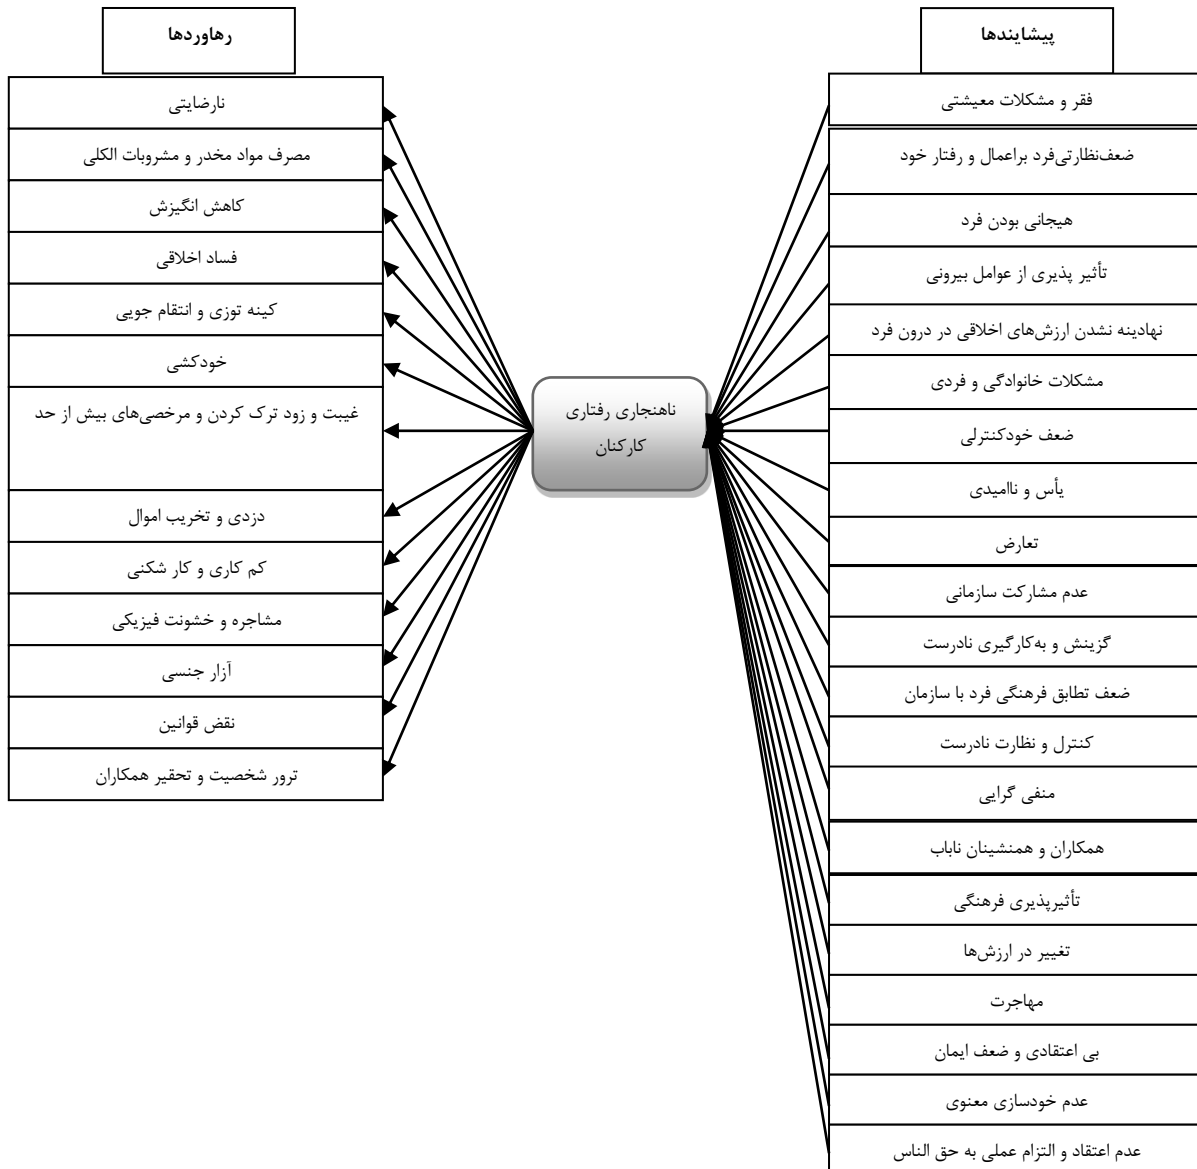 پیشایندها
فقر و مشکلات معیشتی
ضعف‌نظارتی‌فرد براعمال و رفتار خود
هیجانی بودن فرد
تأثیر پذیری از عوامل بیرونی
نهادینه نشدن ارزش‌های اخلاقی در درون فرد
مشکلات خانوادگی و فردی
ضعف خودکنترلی
یأس و ناامیدی
تعارض
عدم مشارکت سازمانی
گزینش و به‌کارگیری نادرست
ضعف تطابق فرهنگی فرد با سازمان
کنترل و نظارت نادرست
منفی گرایی
همکاران و همنشینان ناباب
تأثیرپذیری فرهنگی
تغییر در ارزش‌ها
مهاجرت
بی اعتقادی و ضعف ایمان
عدم خودسازی معنوی
عدم اعتقاد و التزام عملی به حق الناس
ناهنجاری رفتاری
کارکنان
رهاوردها
نارضایتی
مصرف مواد مخدر و مشروبات الکلی
کاهش انگیزش
فساد اخلاقی
کینه توزی و انتقام جویی
خودکشی
غیبت و زود ترک کردن و مرخصی‌های بیش از حد
دزدی و تخریب اموال
کم کاری و کار شکنی
مشاجره و خشونت فیزیکی
آزار جنسی
نقض قوانین
ترور شخصیت و تحقیر همکاران